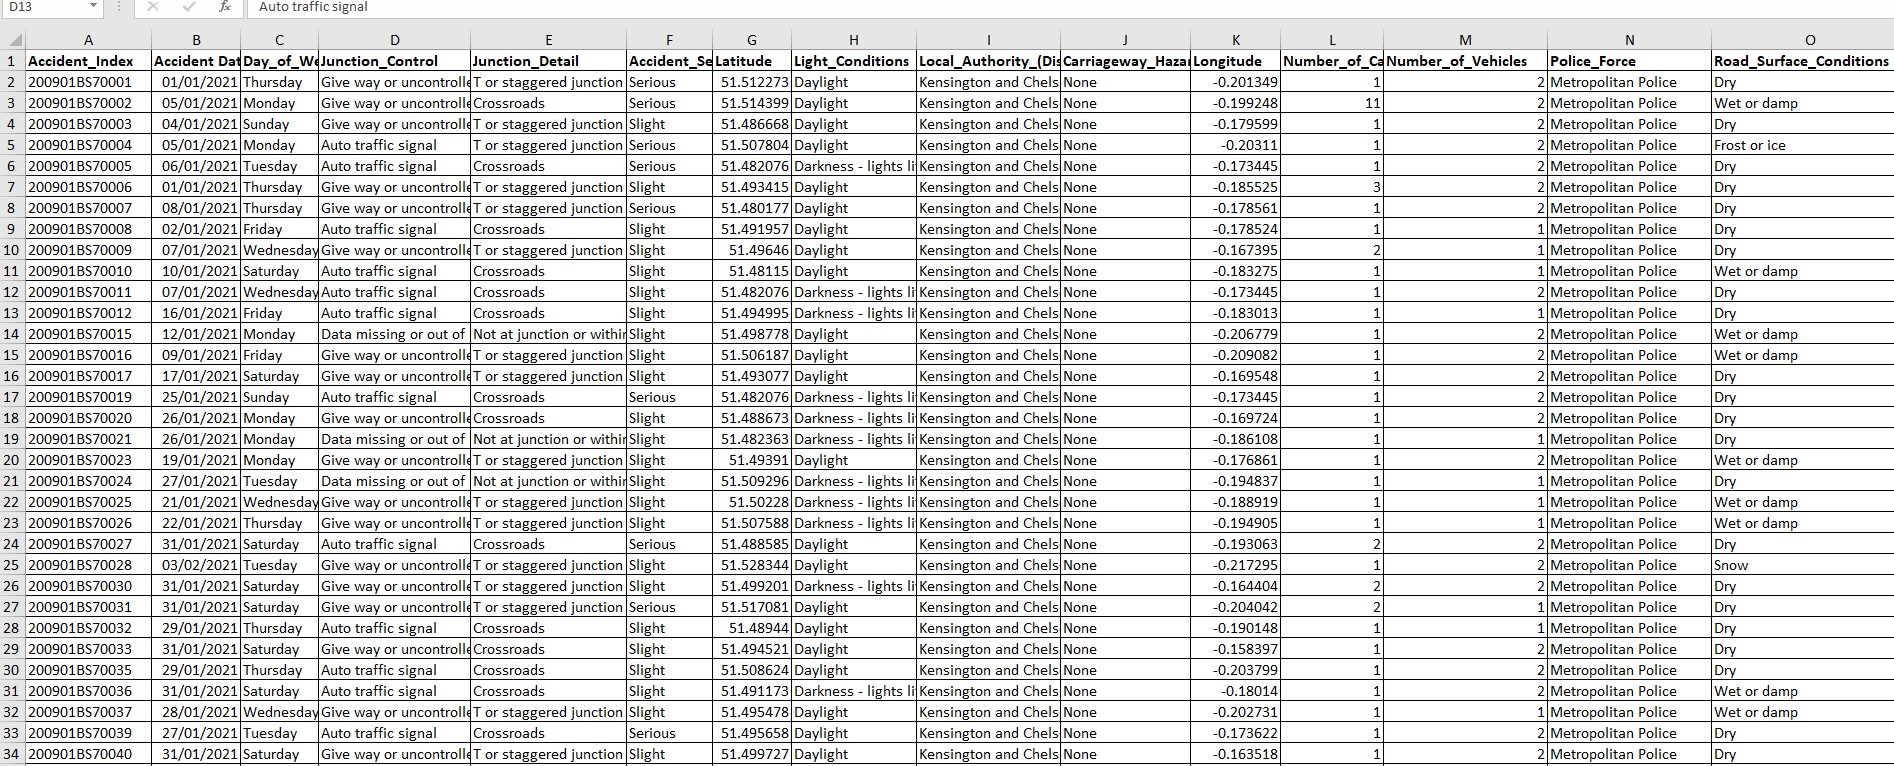 D13 fx Auto traffic signal
A B C D E F G H I J K L M N O
1 Accident_Index Accident Dat Day_of_We Junction_Control Junction_Detail Accident_Se Latitude Light_Conditions Local_Authority_(Dis Carriageway_Hazar Longitude Number_of_Ca Number_of_Vehicles Police_Force Road_Surface_Conditions
2 200901BS70001 01/01/2021 Thursday Give way or uncontrolle T or staggered junction Serious 51.512273 Daylight Kensington and Chels None -0.201349 1 2 Metropolitan Police Dry
3 200901BS70002 05/01/2021 Monday Give way or uncontrolle Crossroads Serious 51.514399 Daylight Kensington and Chels None -0.199248 11 2 Metropolitan Police Wet or damp
4 200901BS70003 04/01/2021 Sunday Give way or uncontrolle T or staggered junction Slight 51.486668 Daylight Kensington and Chels None -0.179599 1 2 Metropolitan Police Dry
5 200901BS70004 05/01/2021 Monday Auto traffic signal T or staggered junction Serious 51.507804 Daylight Kensington and Chels None -0.20311 1 2 Metropolitan Police Frost or ice
6 200901BS70005 06/01/2021 Tuesday Auto traffic signal Crossroads Serious 51.482076 Darkness - lights li Kensington and Chels None -0.173445 1 2 Metropolitan Police Dry
7 200901BS70006 01/01/2021 Thursday Give way or uncontrolle T or staggered junction Slight 51.493415 Daylight Kensington and Chels None -0.185525 3 2 Metropolitan Police Dry
8 200901BS70007 08/01/2021 Thursday Give way or uncontrolle T or staggered junction Serious 51.480177 Daylight Kensington and Chels None -0.178561 1 2 Metropolitan Police Dry
9 200901BS70008 02/01/2021 Friday Auto traffic signal Crossroads Slight 51.491957 Daylight Kensington and Chels None -0.178524 1 1 Metropolitan Police Dry
10 200901BS70009 07/01/2021 Wednesday Give way or uncontrolle T or staggered junction Slight 51.49646 Daylight Kensington and Chels None -0.167395 2 1 Metropolitan Police Dry
11 200901BS70010 10/01/2021 Saturday Auto traffic signal Crossroads Slight 51.48115 Daylight Kensington and Chels None -0.183275 1 1 Metropolitan Police Wet or damp
12 200901BS70011 07/01/2021 Wednesday Auto traffic signal Crossroads Slight 51.482076 Darkness - lights li Kensington and Chels None -0.173445 1 2 Metropolitan Police Dry
13 200901BS70012 16/01/2021 Friday Auto traffic signal Crossroads Slight 51.494995 Darkness - lights li Kensington and Chels None -0.183013 1 1 Metropolitan Police Dry
14 200901BS70015 12/01/2021 Monday Data missing or out of Not at junction or withir Slight 51.498778 Daylight Kensington and Chels None -0.206779 1 2 Metropolitan Police Wet or damp
15 200901BS70016 09/01/2021 Friday Give way or uncontrolle T or staggered junction Slight 51.506187 Daylight Kensington and Chels None -0.209082 1 2 Metropolitan Police Wet or damp
16 200901BS70017 17/01/2021 Saturday Give way or uncontrolle T or staggered junction Slight 51.493077 Daylight Kensington and Chels None -0.169548 1 2 Metropolitan Police Dry
17 200901BS70019 25/01/2021 Sunday Auto traffic signal Crossroads Serious 51.482076 Darkness - lights li Kensington and Chels None -0.173445 1 2 Metropolitan Police Dry
18 200901BS70020 26/01/2021 Monday Give way or uncontrolle T or staggered junction Slight 51.488673 Darkness - lights li Kensington and Chels None -0.169724 1 2 Metropolitan Police Dry
19 200901BS70021 26/01/2021 Monday Data missing or out of Not at junction or withir Slight 51.482363 Darkness - lights li Kensington and Chels None -0.186108 1 1 Metropolitan Police Dry
20 200901BS70023 19/01/2021 Monday Give way or uncontrolle T or staggered junction Slight 51.49391 Daylight Kensington and Chels None -0.176861 1 2 Metropolitan Police Wet or damp
21 200901BS70024 27/01/2021 Tuesday Data missing or out of Not at junction or withir Slight 51.509296 Darkness - lights li Kensington and Chels None -0.194837 1 1 Metropolitan Police Dry
22 200901BS70025 21/01/2021 Wednesday Give way or uncontrolle T or staggered junction Slight 51.50228 Darkness - lights li Kensington and Chels None -0.188919 1 1 Metropolitan Police Wet or damp
23 200901BS70026 22/01/2021 Thursday Give way or uncontrolle T or staggered junction Slight 51.507588 Darkness - lights li Kensington and Chels None -0.194905 1 1 Metropolitan Police Wet or damp
24 200901BS70027 31/01/2021 Saturday Auto traffic signal Crossroads Serious 51.488585 Daylight Kensington and Chels None -0.193063 2 2 Metropolitan Police Dry
25 200901BS70028 03/02/2021 Tuesday Give way or uncontrolle T or staggered junction Slight 51.528344 Daylight Kensington and Chels None -0.217295 1 2 Metropolitan Police Snow
26 200901BS70030 31/01/2021 Saturday Give way or uncontrolle T or staggered junction Slight 51.499201 Darkness - lights li Kensington and Chels None -0.164404 2 2 Metropolitan Police Dry
27 200901BS70031 31/01/2021 Saturday Give way or uncontrolle T or staggered junction Serious 51.517081 Daylight Kensington and Chels None -0.204042 2 1 Metropolitan Police Dry
28 200901BS70032 29/01/2021 Thursday Auto traffic signal Crossroads Slight 51.48944 Daylight Kensington and Chels None -0.190148 1 1 Metropolitan Police Dry
29 200901BS70033 31/01/2021 Saturday Give way or uncontrolle Crossroads Slight 51.494521 Daylight Kensington and Chels None -0.158397 1 2 Metropolitan Police Dry
30 200901BS70035 29/01/2021 Thursday Auto traffic signal Crossroads Slight 51.508624 Daylight Kensington and Chels None -0.203799 1 2 Metropolitan Police Dry
31 200901BS70036 31/01/2021 Saturday Auto traffic signal Crossroads Slight 51.491173 Darkness - lights li Kensington and Chels None -0.18014 1 2 Metropolitan Police Wet or damp
32 200901BS70037 28/01/2021 Wednesday Give way or uncontrolle T or staggered junction Slight 51.495478 Daylight Kensington and Chels None -0.202731 1 2 Metropolitan Police Wet or damp
33 200901BS70039 27/01/2021 Tuesday Auto traffic signal Crossroads Serious 51.495658 Daylight Kensington and Chels None -0.173622 1 2 Metropolitan Police Dry
34 200901BS70040 31/01/2021 Saturday Give way or uncontrolle T or staggered junction Slight 51.499727 Daylight Kensington and Chels None -0.163518 1 2 Metropolitan Police Dry